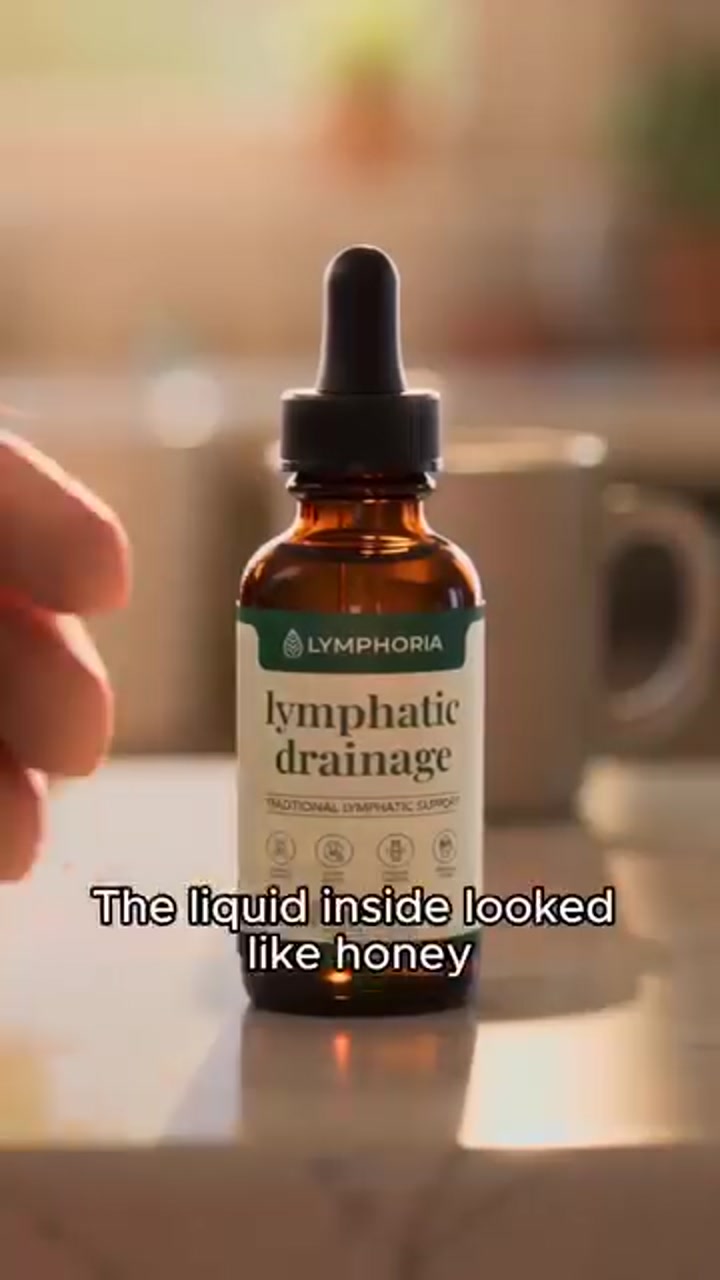 LYMPHORIA
lymphatic
drainage
TRADITIONAL LYMPHATIC SUPPORT
The liquid inside looked
like honey